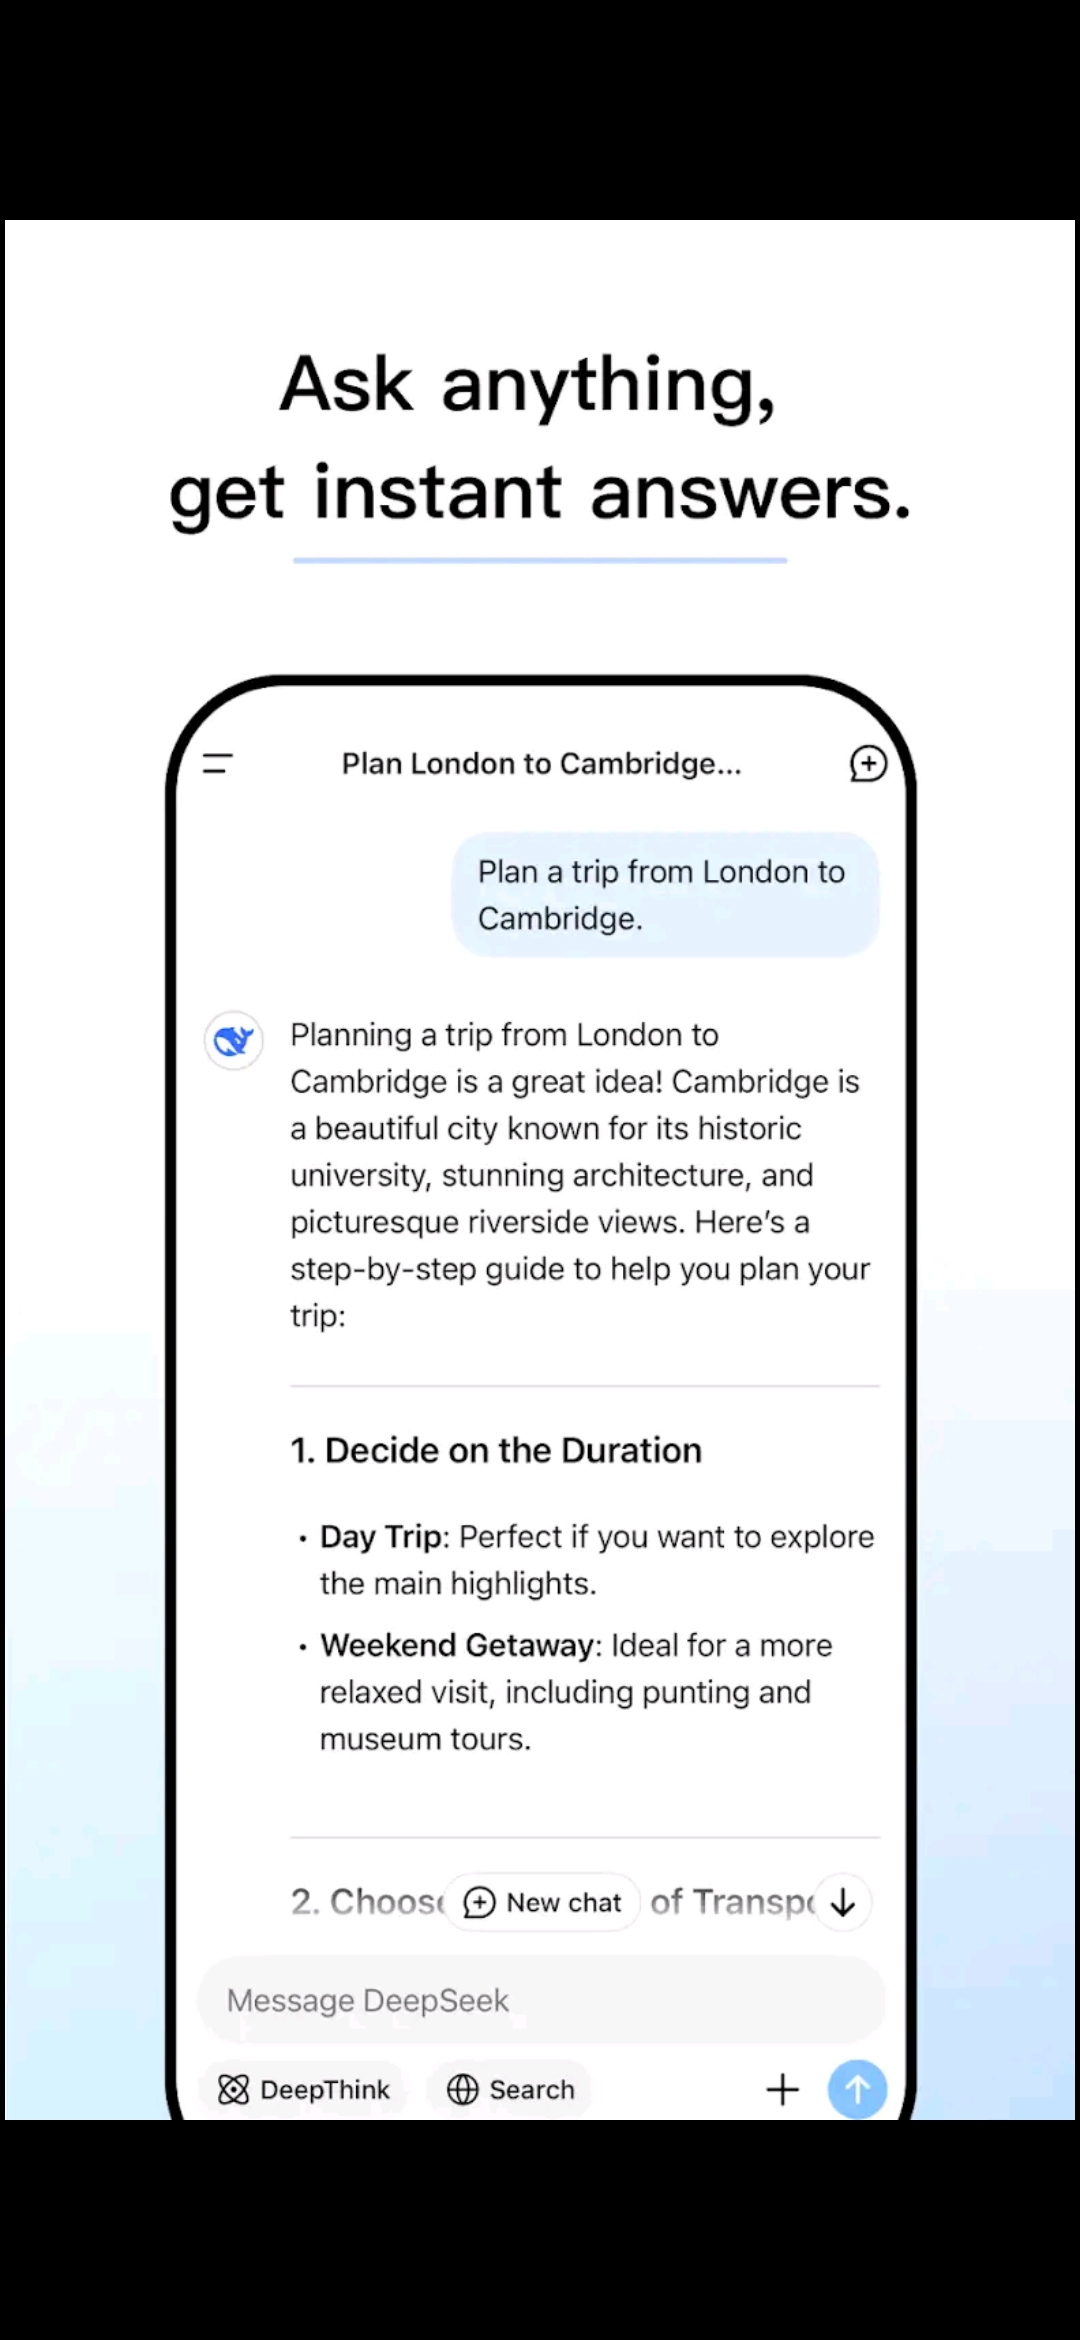 Ask anything,
get instant answers.
Plan London to Cambridge...
Plan a trip from London to
Cambridge.
Planning a trip from London to
Cambridge is a great idea! Cambridge is
a beautiful city known for its historic
university, stunning architecture, and
picturesque riverside views. Here's a
step-by-step guide to help you plan your
trip:
1. Decide on the Duration
• Day Trip: Perfect if you want to explore
the main highlights.
• Weekend Getaway: Ideal for a more
relaxed visit, including punting and
museum tours.
2. New chat of
Message DeepSeek
DeepThink Search